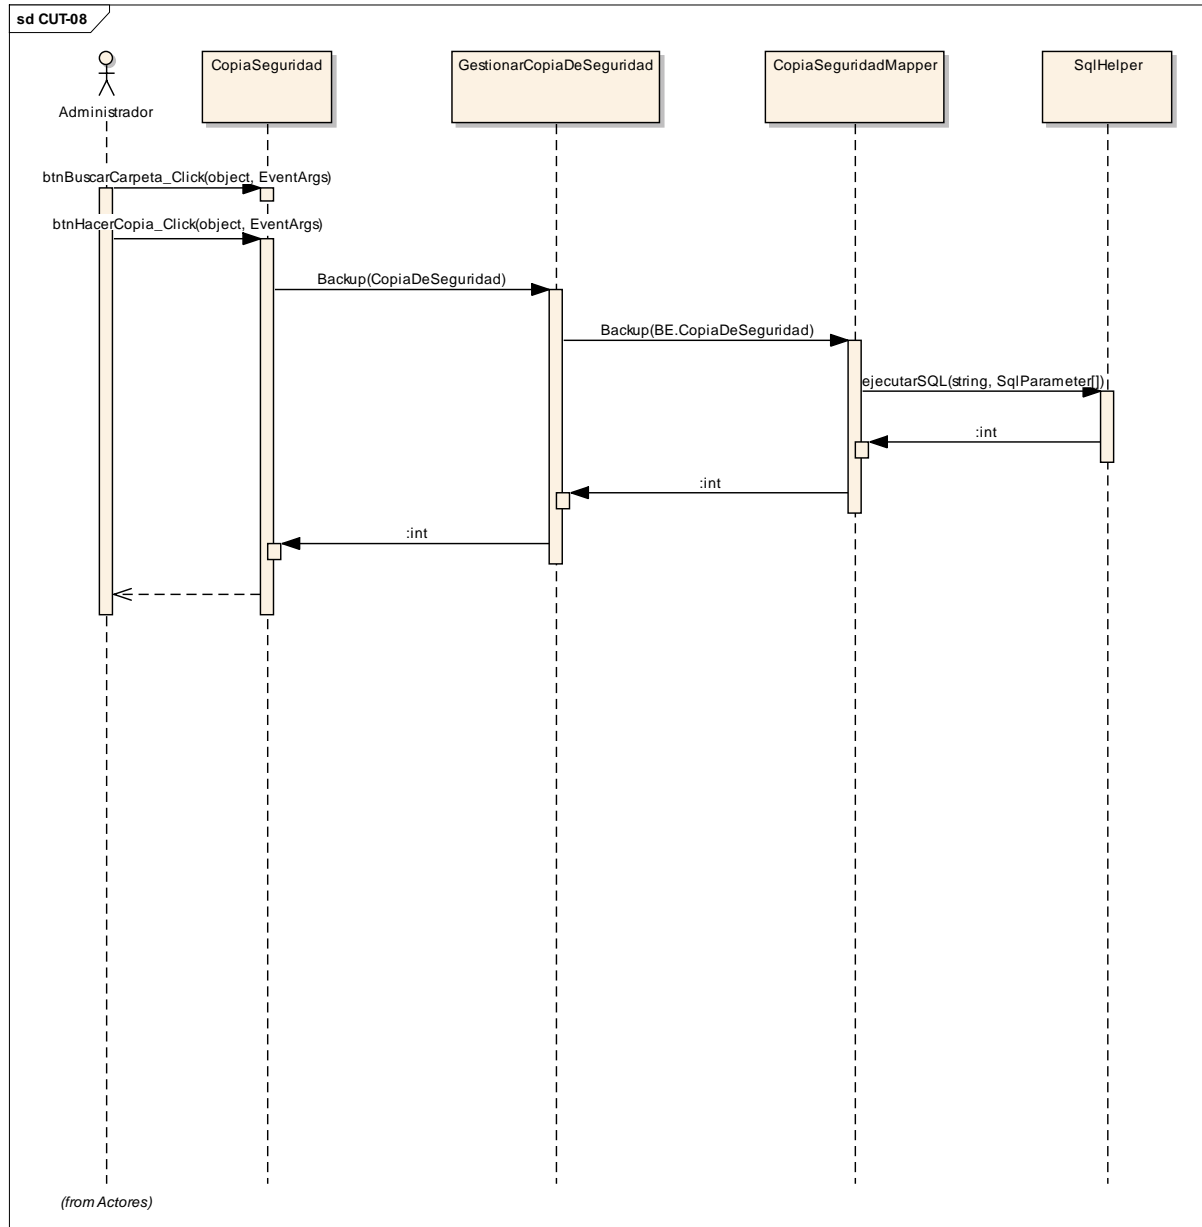 sd CUT-08
CopiaSeguridad
GestionarCopiaDeSeguridad
CopiaSeguridadMapper
SqlHelper
Administrador
btnBuscarCarpeta_Click(object, EventArgs)
btnHacerCopia_Click(object, EventArgs)
Backup(CopiaDeSeguridad)
Backup(BE.CopiaDeSeguridad)
ejecutarSQL(string, SqlParameter[])
:int
:int
:int
(from Actores)